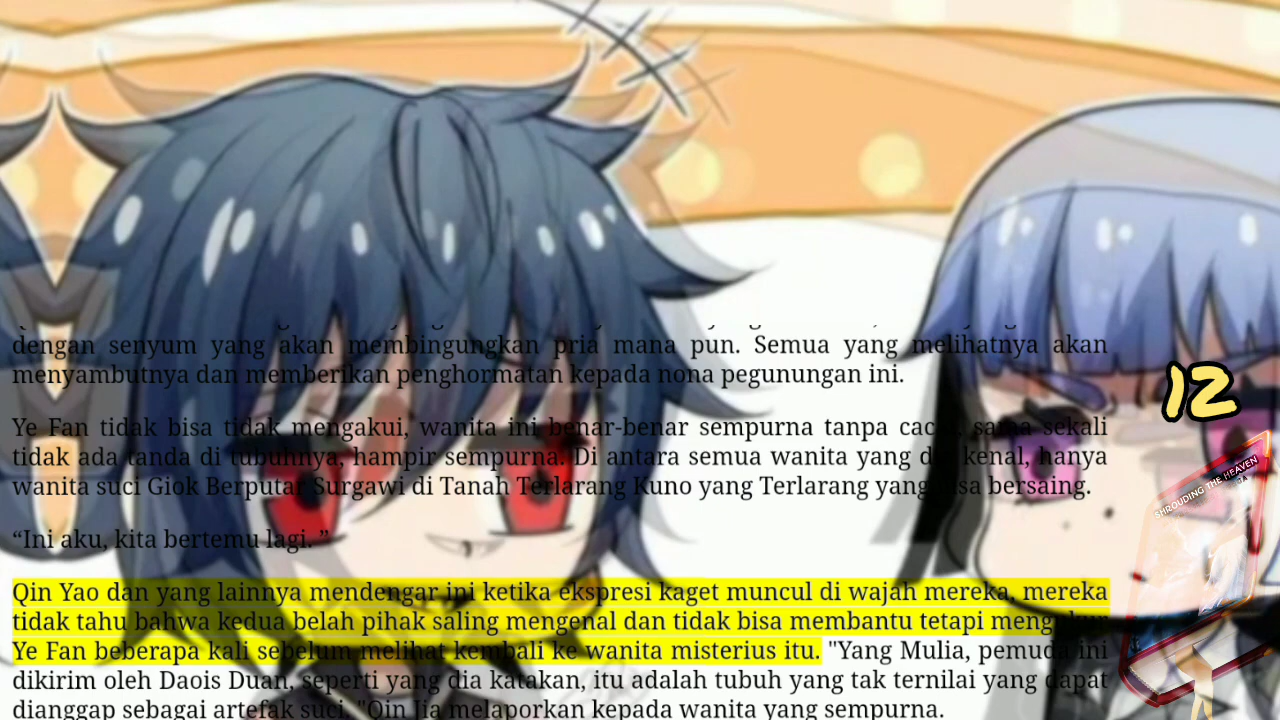 dengan senyum yang akan membingungkan pria mana pun. Semua yang melihatnya akan
menyambutnya dan memberikan penghormatan kepada nona pegunungan ini.
Ye Fan tidak bisa tidak mengakui, wanita ini benar-benar sempurna tanpa sama sekali
tidak ada tanda di tubuhnya, hampir sempurna. Di antara semua wanita yang dia kenal, hanya
wanita suci Giok Berputar Surgawi di Tanah Terlarang Kuno yang Terlarang yang bisa bersaing.
“Ini aku, kita bertemu lagi. ”
Qin Yao dan yang lainnya mendengar ini ketika ekspresi kaget muncul di wajah mereka, mereka
tidak tahu bahwa kedua belah pihak saling mengenal dan tidak bisa membantu tetapi mengukur
Ye Fan beberapa kali sebelum melihat kembali ke wanita misterius itu. "Yang Mulia, pemuda ini
dikirim oleh Daois Duan, seperti yang dia katakan, itu adalah tubuh yang tak ternilai yang dapat
dianggap sebagai artefak suci. "Qin Jia melaporkan kepada wanita yang sempurna.
12
SHROUDING THE HEAVEN